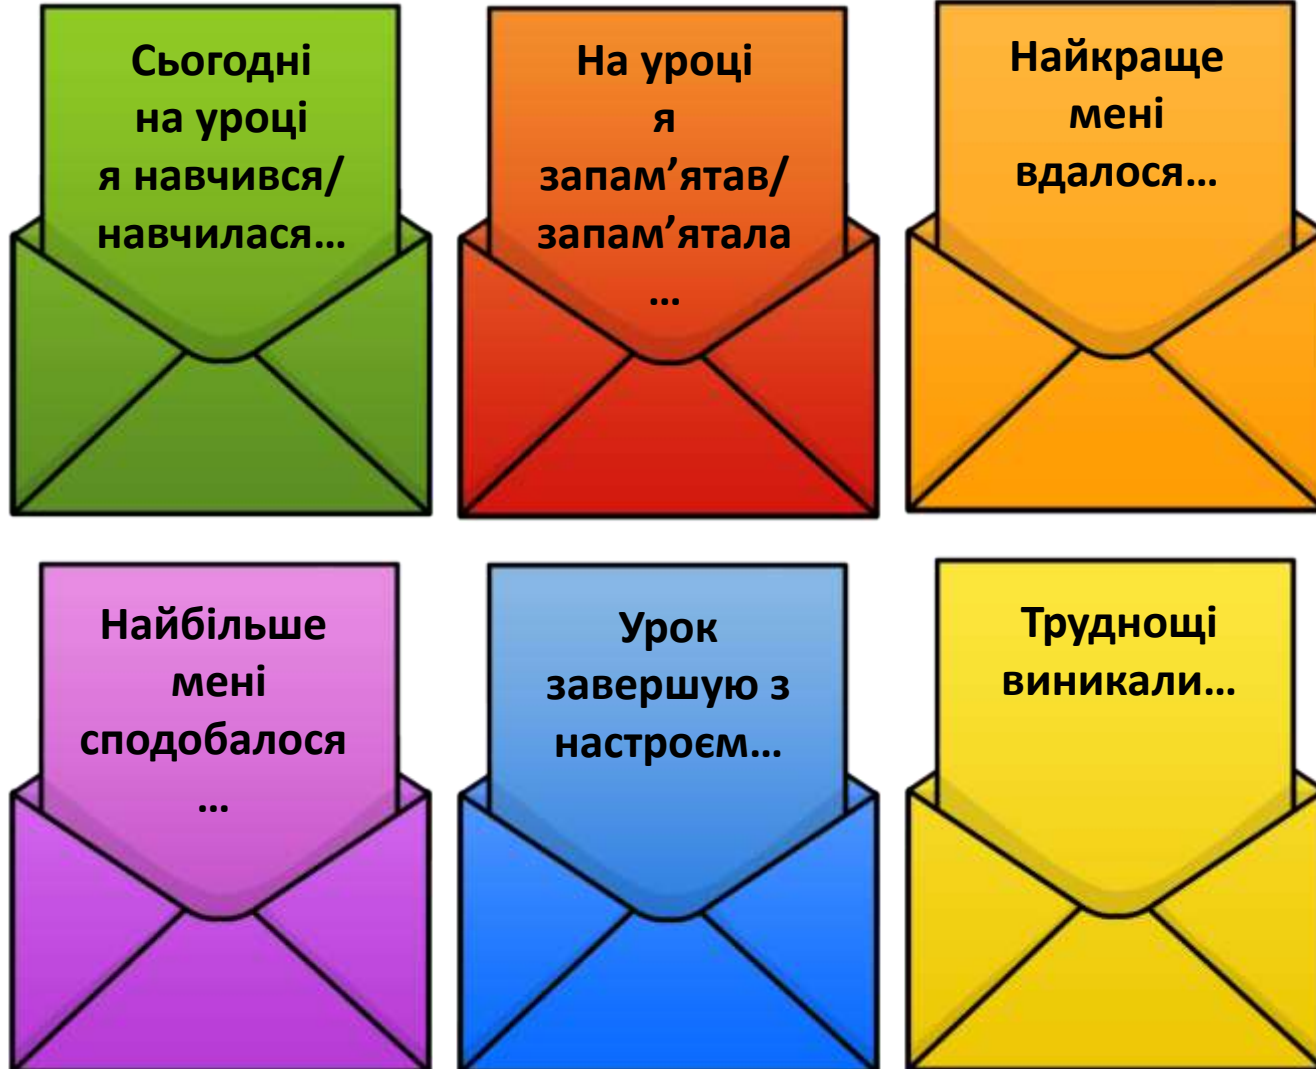 Сьогодні
на уроці
я навчився/
навчилася…
На уроці
я
запам’ятав/
запам’ятала
…
Найкраще
мені
вдалося…
Найбільше
мені
сподобалося
…
Урок
завершую з
настроєм…
Труднощі
виникали…